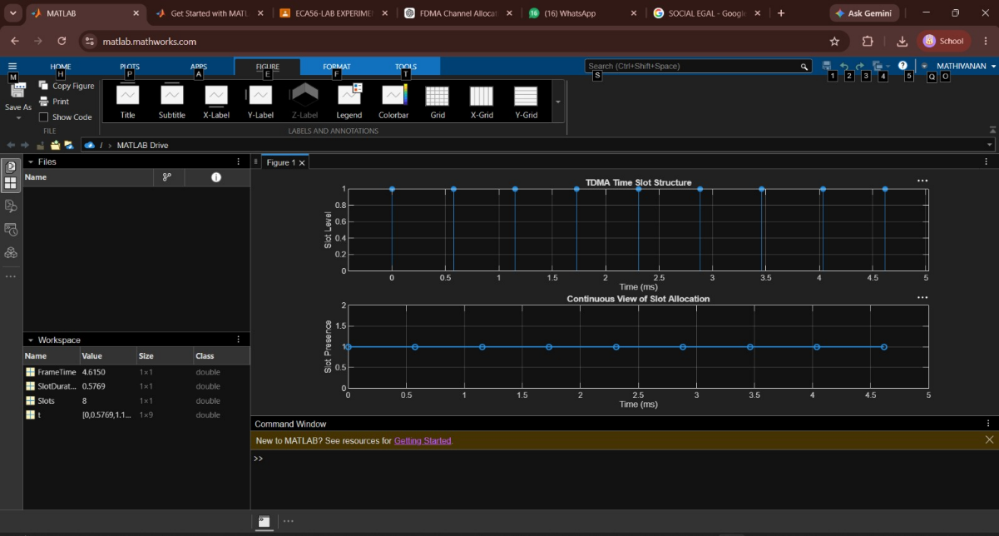 MATLAB
Get Started with MATL
ECA56-LAB EXPERIME
FDMA Channel Allocat
(16) WhatsApp
SOCIAL EGAL - Google
Ask Gemini
matlab.mathworks.com
School
HOME PLOTS APPS FIGURE FORMAT TOOLS
Search (Ctrl+Shift+Space)
MATHIVANAN
M H P A E F T S 1 2 3 4 5 Q O
Save As
Copy Figure
Print
Show Code
FILE
Title Subtitle X-Label Y-Label Z-Label Legend Colorbar Grid X-Grid Y-Grid
LABELS AND ANNOTATIONS
/ > MATLAB Drive
Files
Name
Workspace
Name Value Size Class
FrameTime 4.6150 1×1 double
SlotDurat... 0.5769 1×1 double
Slots 8 1×1 double
t [0,0.5769,1.1... 1×9 double
Figure 1
TDMA Time Slot Structure
Slot Level
1
0.8
0.6
0.4
0.2
0
0 0.5 1 1.5 2 2.5 3 3.5 4 4.5 5
Time (ms)
Continuous View of Slot Allocation
Slot Presence
2
1.5
1
0.5
0
0 0.5 1 1.5 2 2.5 3 3.5 4 4.5 5
Time (ms)
Command Window
New to MATLAB? See resources for Getting Started.
>>